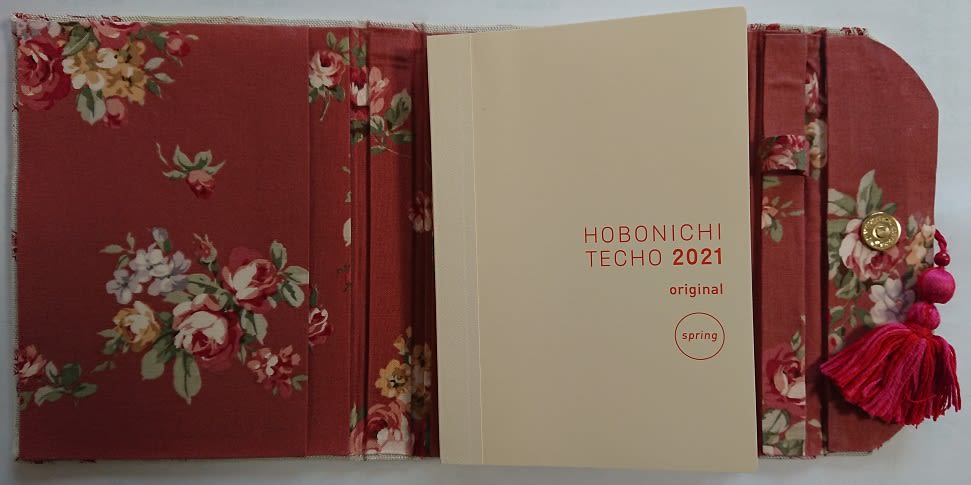 HOBONICHI
TECHO 2021
original
spring